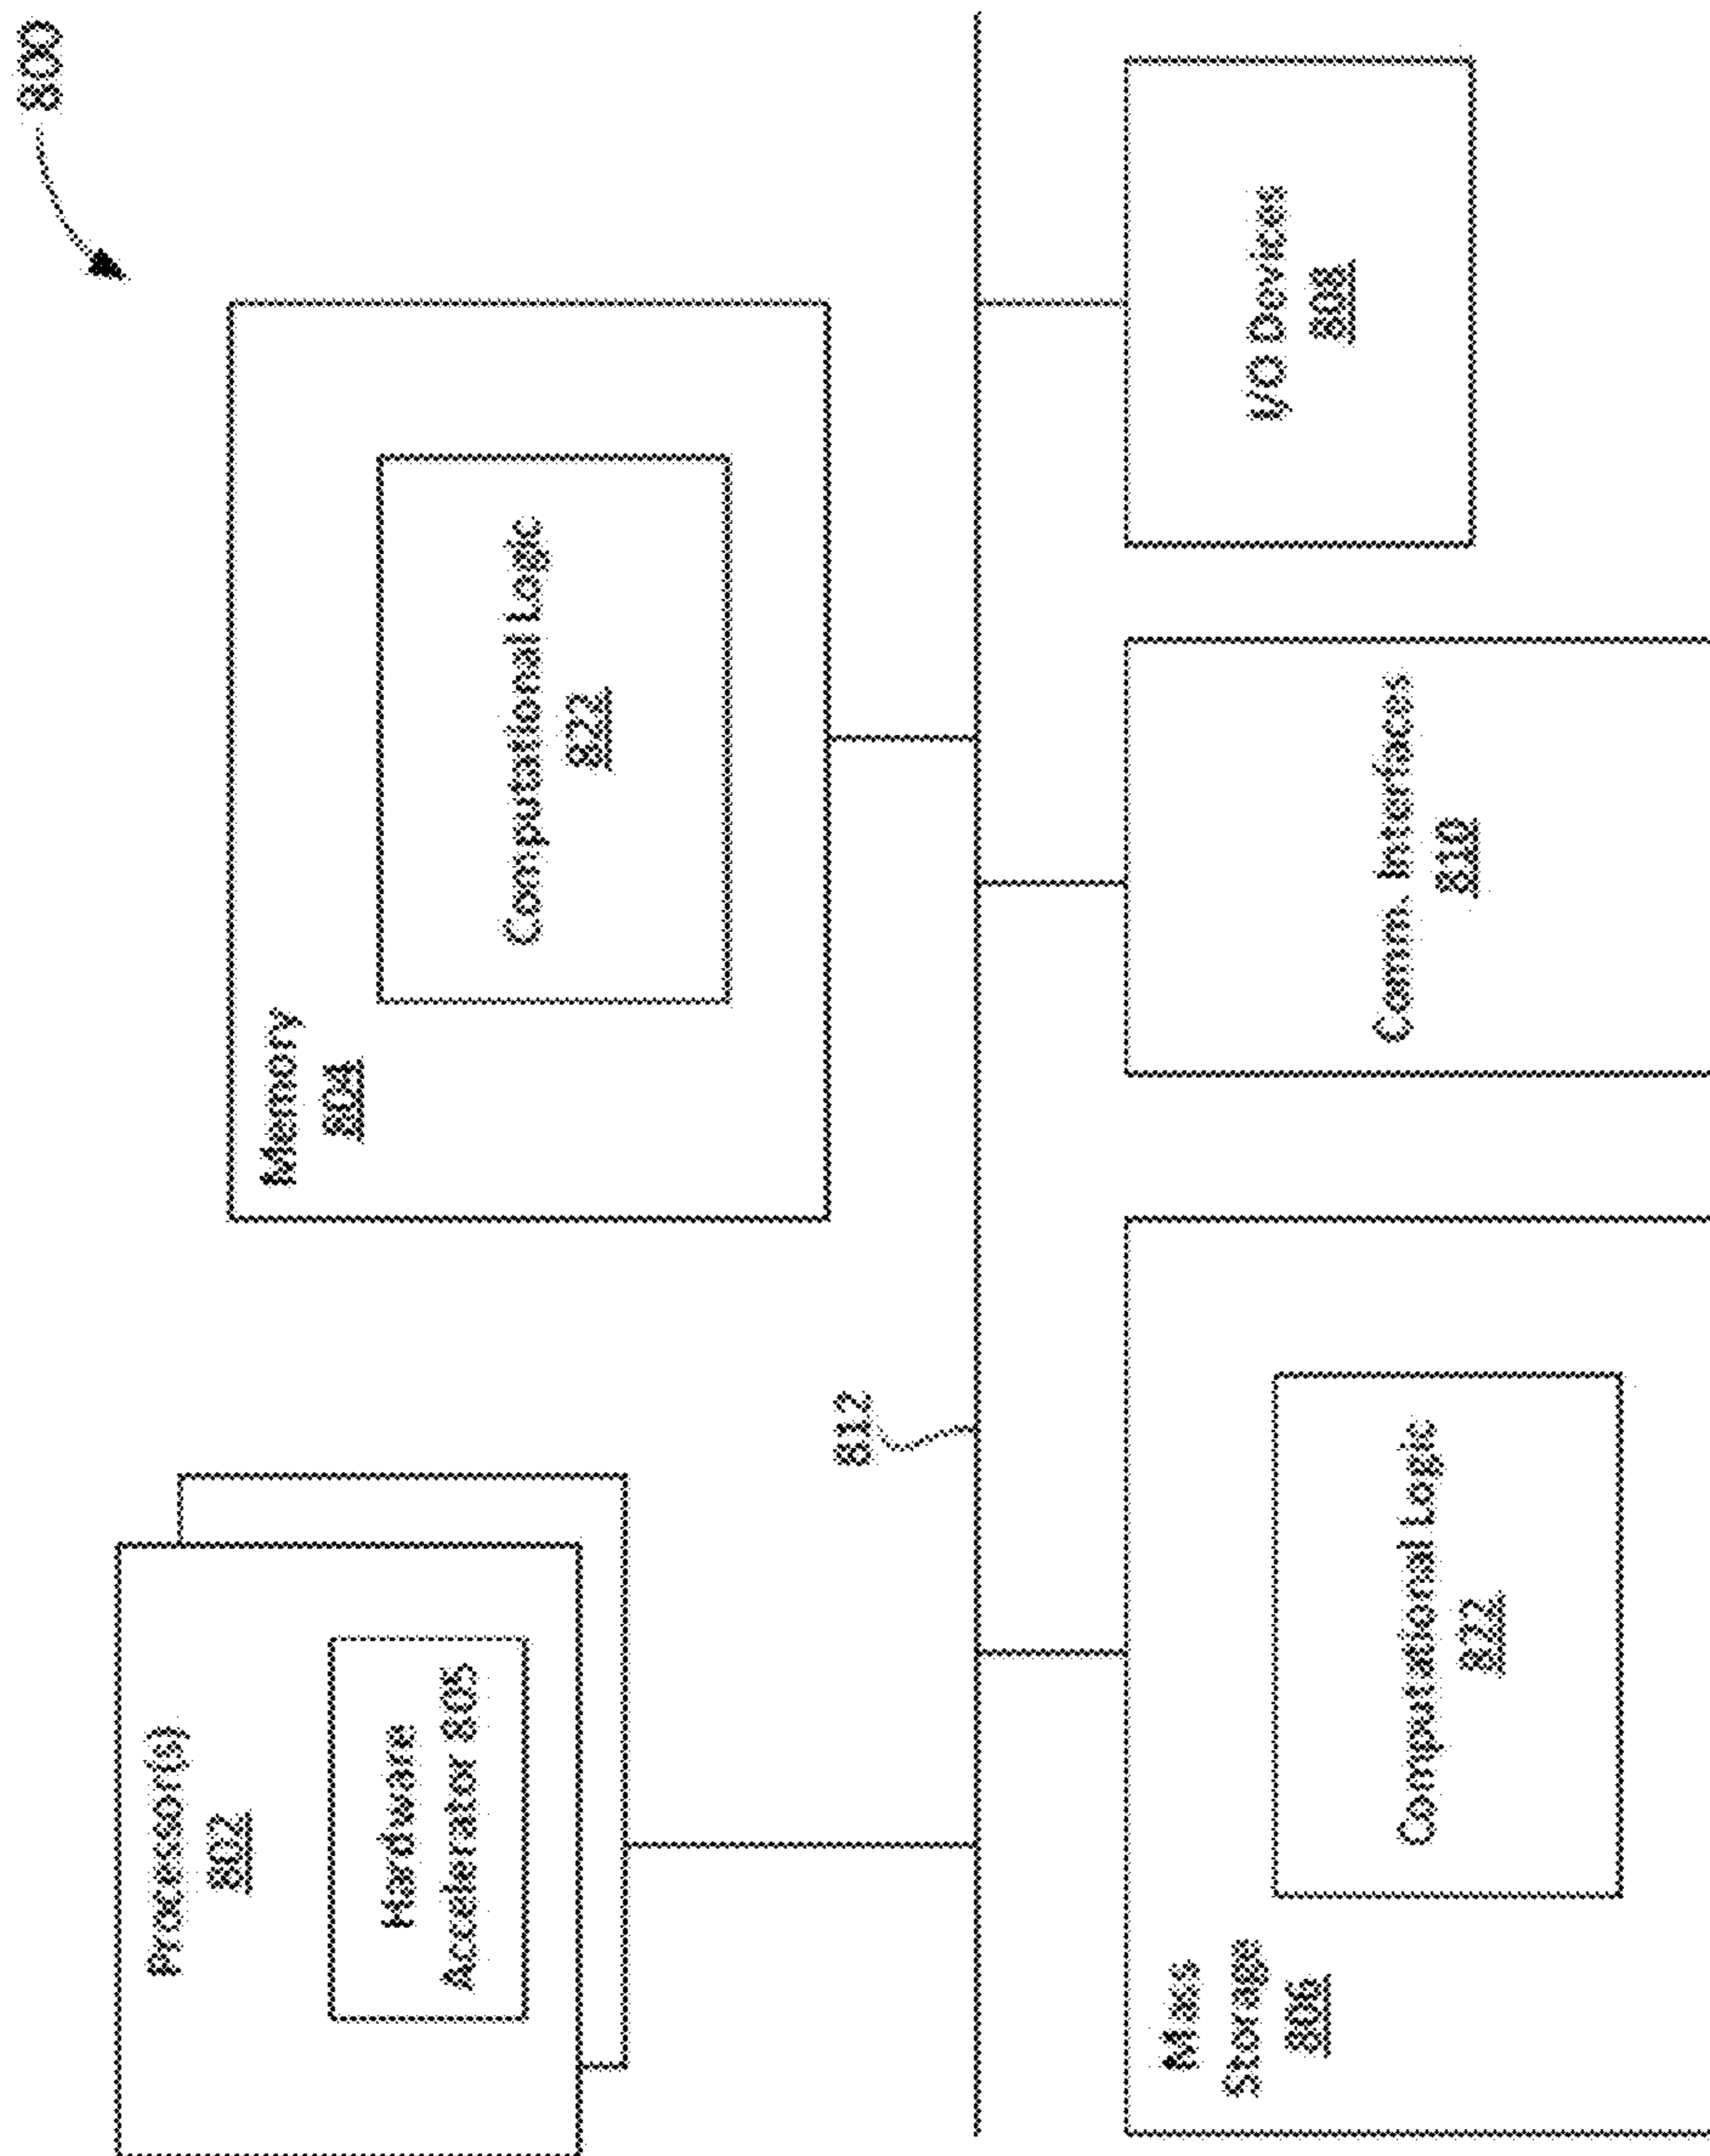 800
Processor(s)
802
Hardware
Accelerator 805
Memory
804
Computational Logic
822
812
Mass
Storage
806
Computational Logic
822
Comm. Interfaces
810
I/O Devices
808